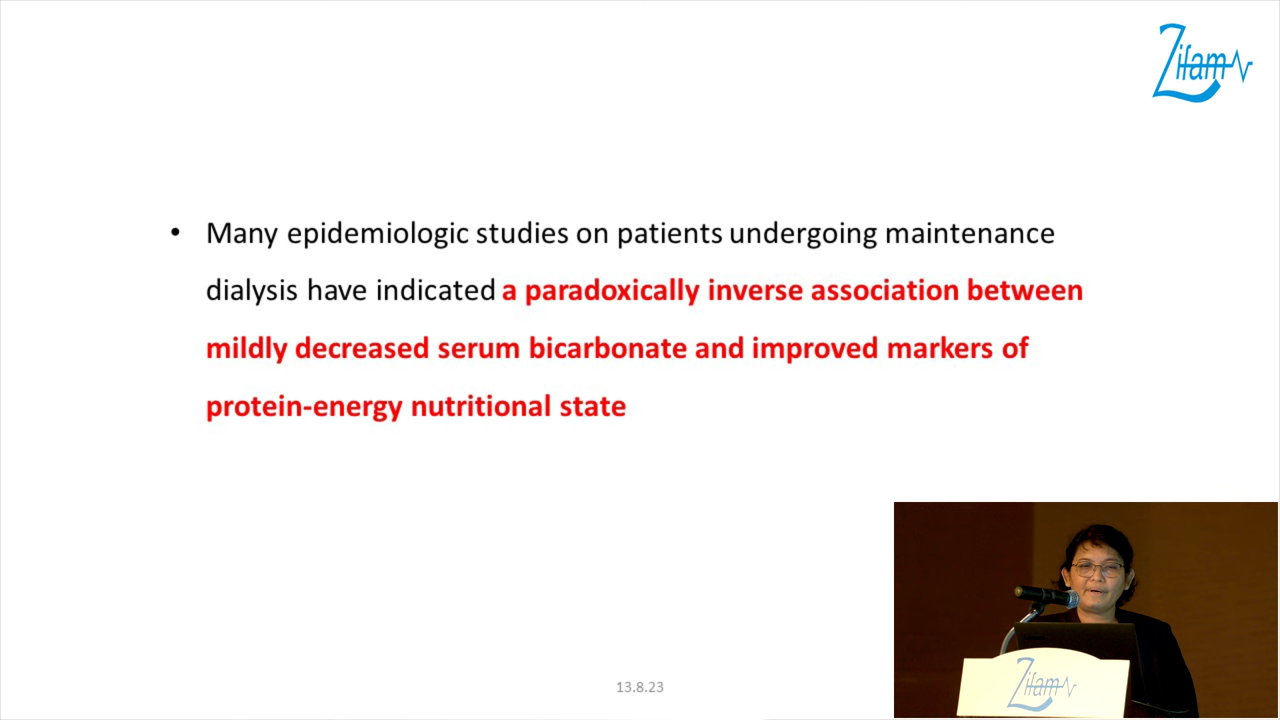 Zifam
• Many epidemiologic studies on patients undergoing maintenance
dialysis have indicated a paradoxically inverse association between
mildly decreased serum bicarbonate and improved markers of
protein-energy nutritional state
Zifam
13.8.23